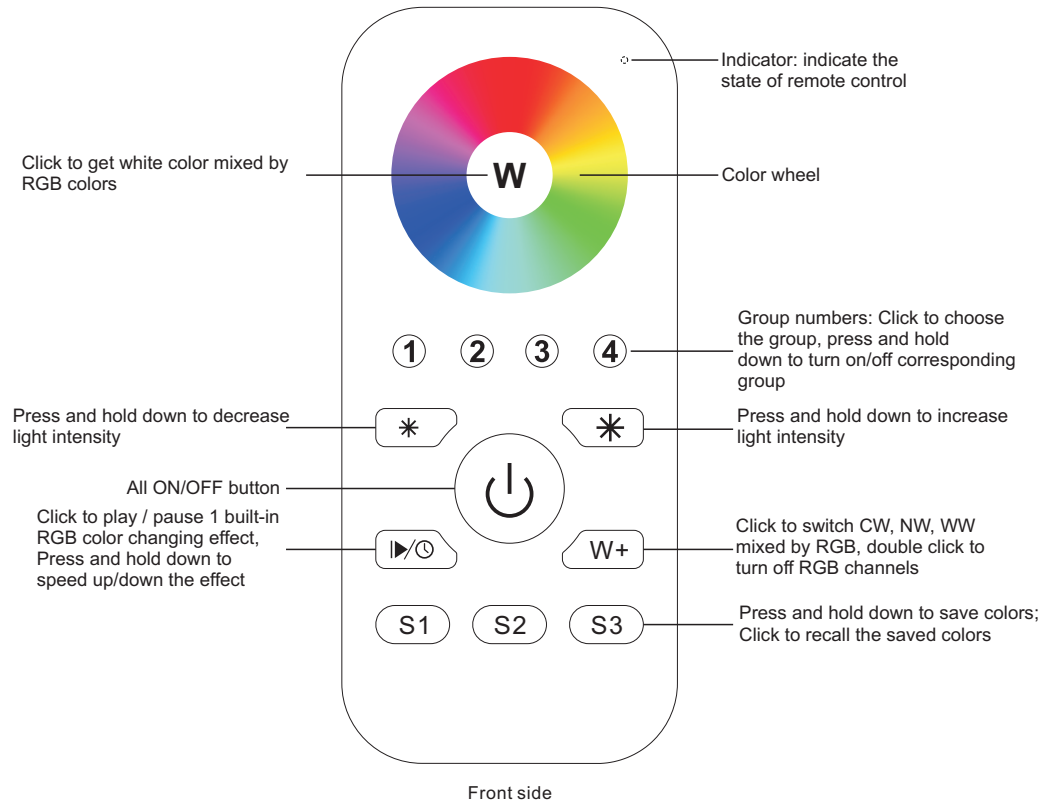 Indicator: indicate the
state of remote control
Click to get white color mixed by
RGB colors
W
Color wheel
1 2 3 4
Group numbers: Click to choose
the group, press and hold
down to turn on/off corresponding
group
Press and hold down to decrease
light intensity
Press and hold down to increase
light intensity
All ON/OFF button
Click to play / pause 1 built-in
RGB color changing effect,
Press and hold down to
speed up/down the effect
W+
Click to switch CW, NW, WW
mixed by RGB, double click to
turn off RGB channels
S1 S2 S3
Press and hold down to save colors;
Click to recall the saved colors
Front side